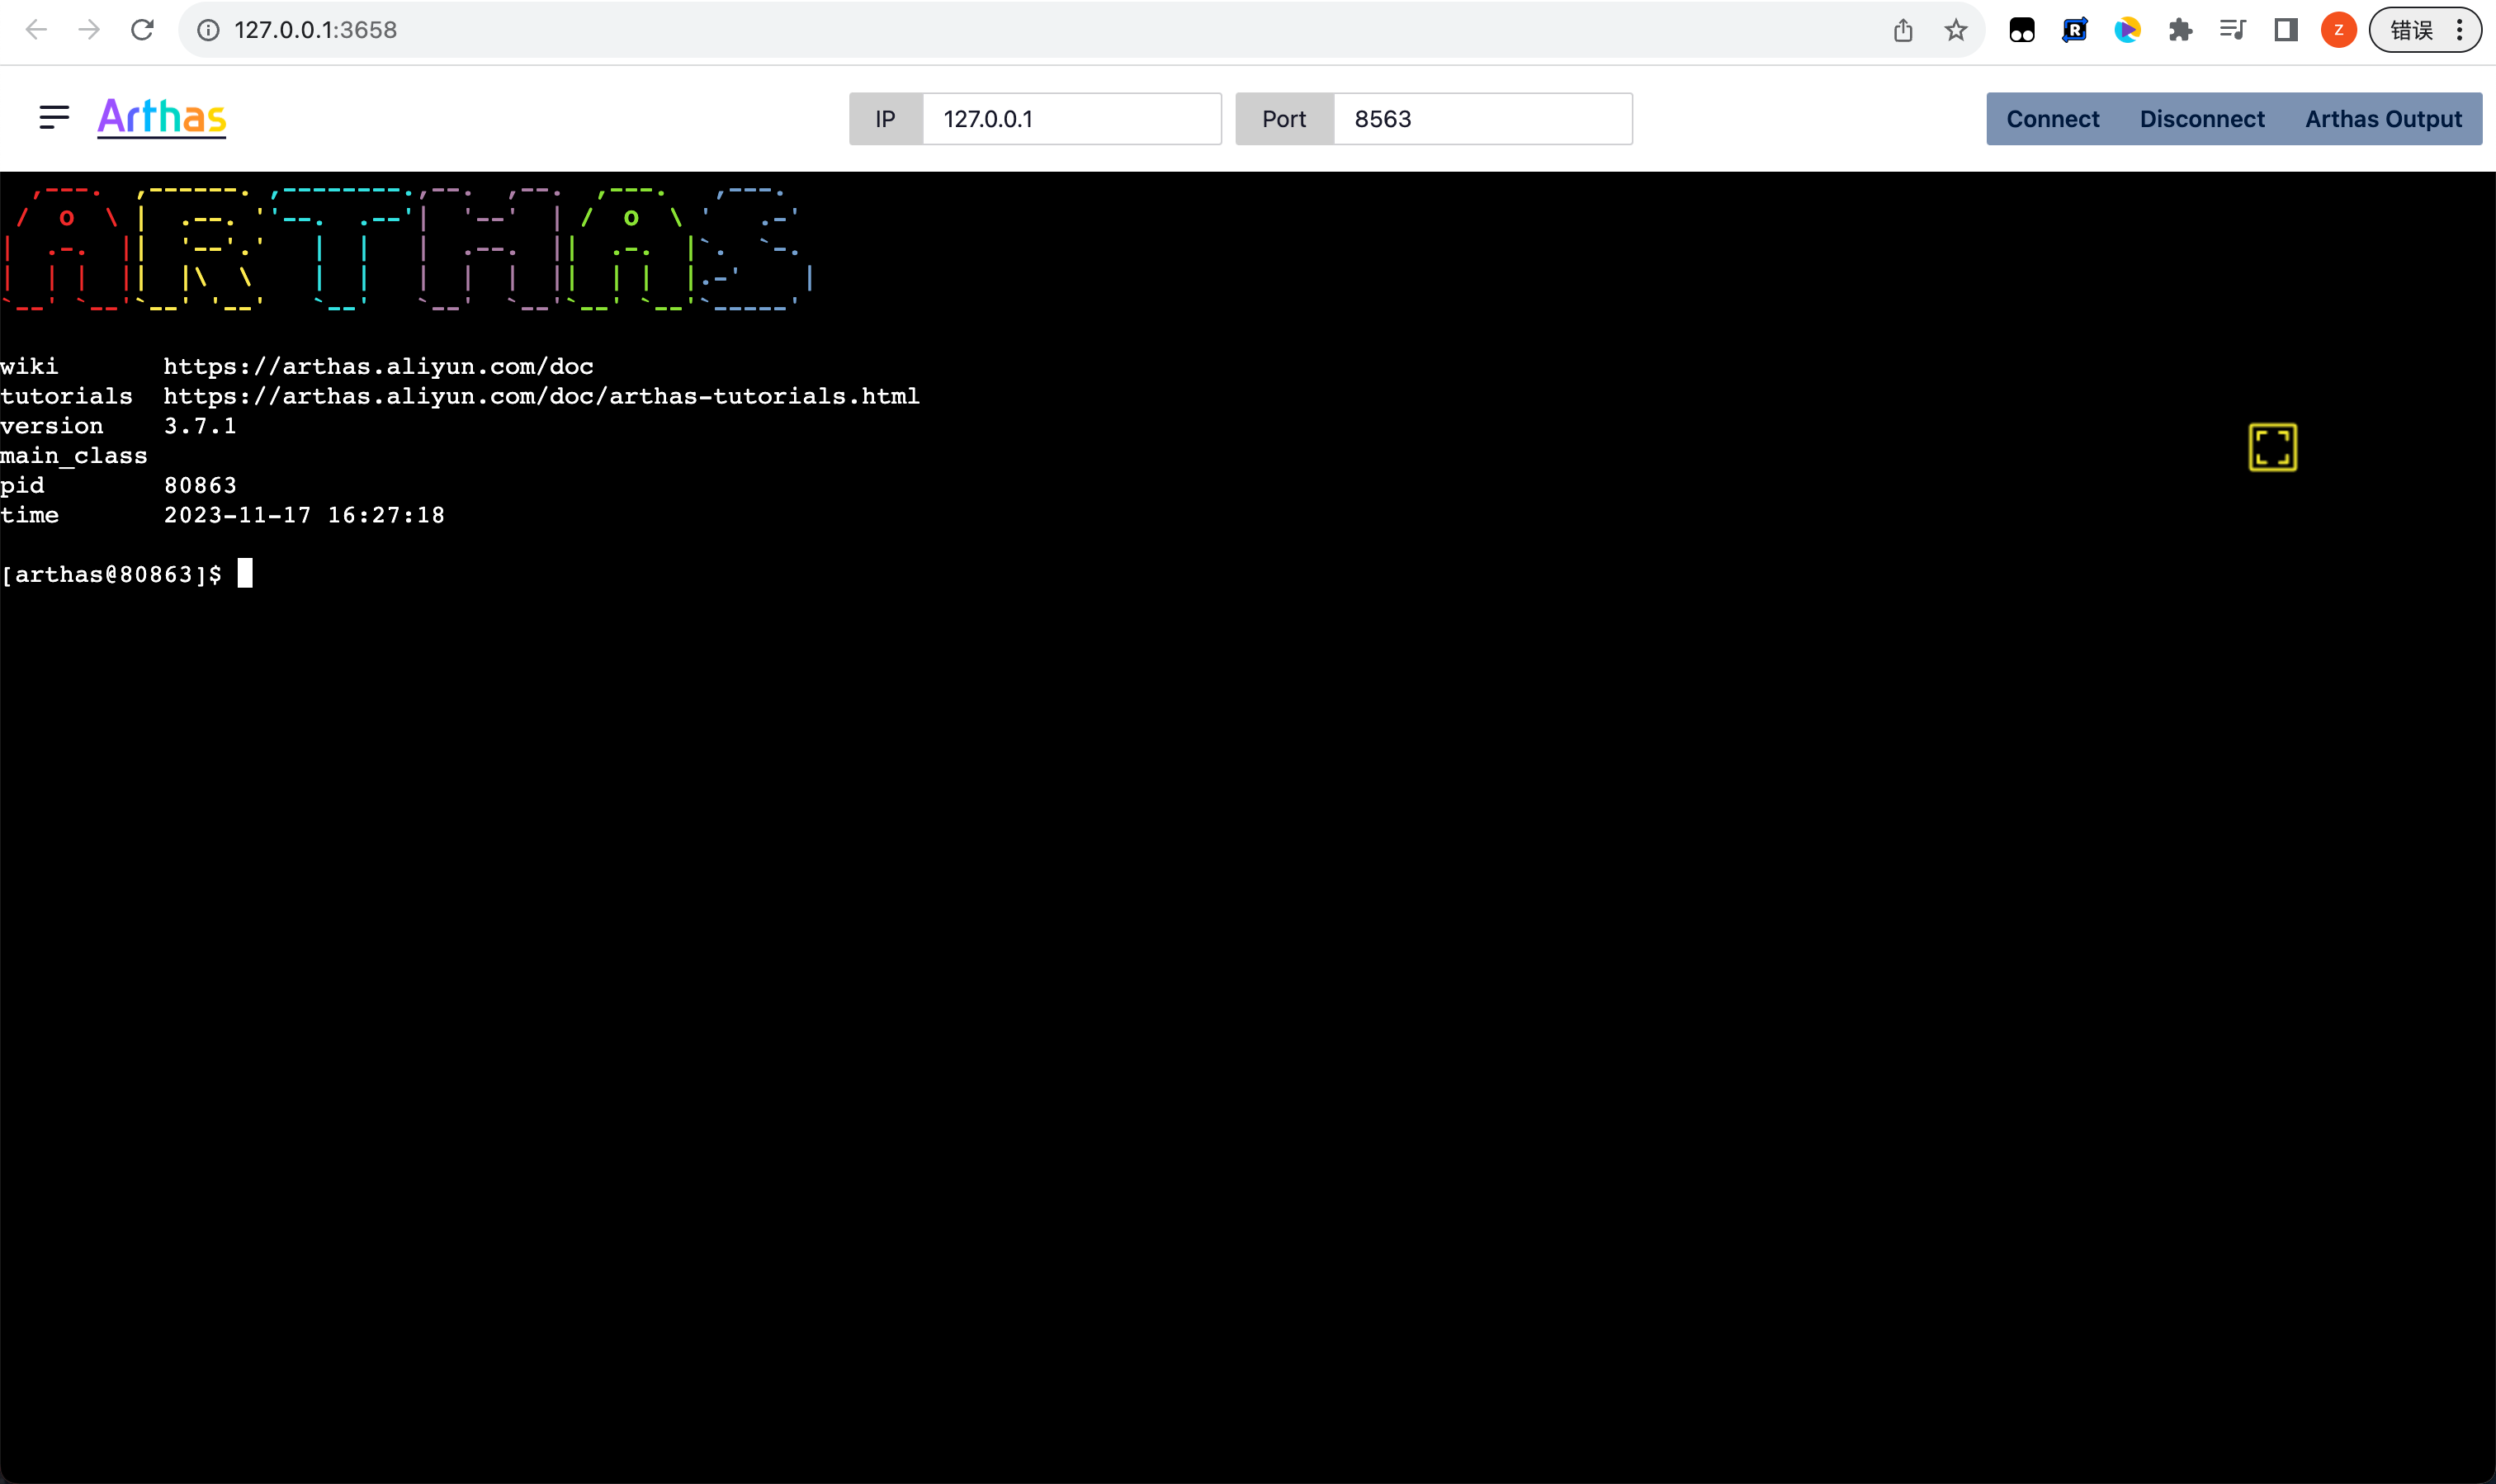 127.0.0.1:3658
Z
错误
Arthas
IP
127.0.0.1
Port
8563
Connect
Disconnect
Arthas Output
ARTHAS
wiki https://arthas.aliyun.com/doc
tutorials https://arthas.aliyun.com/doc/arthas-tutorials.html
version 3.7.1
main_class
pid 80863
time 2023-11-17 16:27:18
[arthas@80863]$